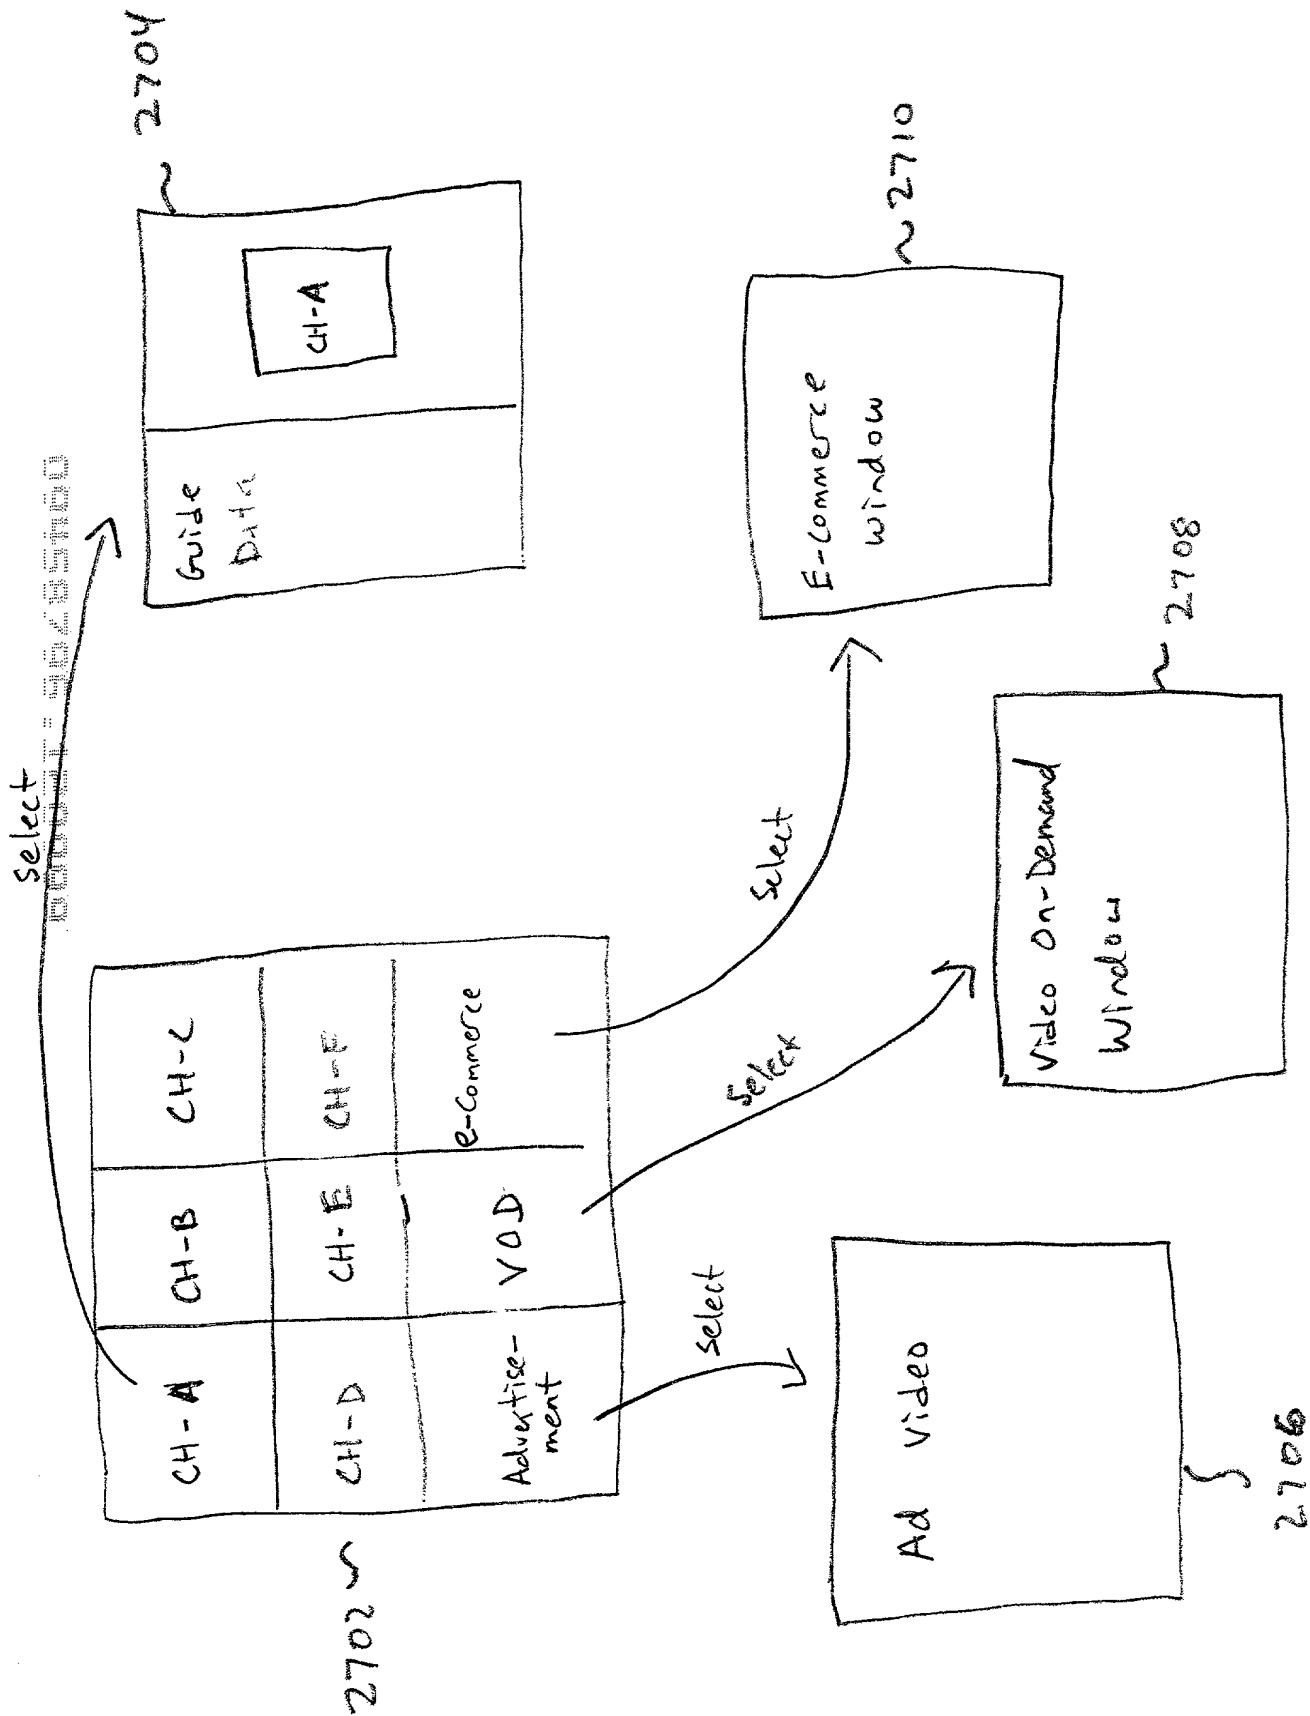 select
2704
CH-A
Guide
Data
CH-A
CH-B
CH-C
CH-D
CH-E
CH-F
Advertise-
ment
VOD
e-Commerce
2702
select
Select
Select
Ad Video
2706
Video On-Demand
Window
2708
E-Commerce
Window
2710